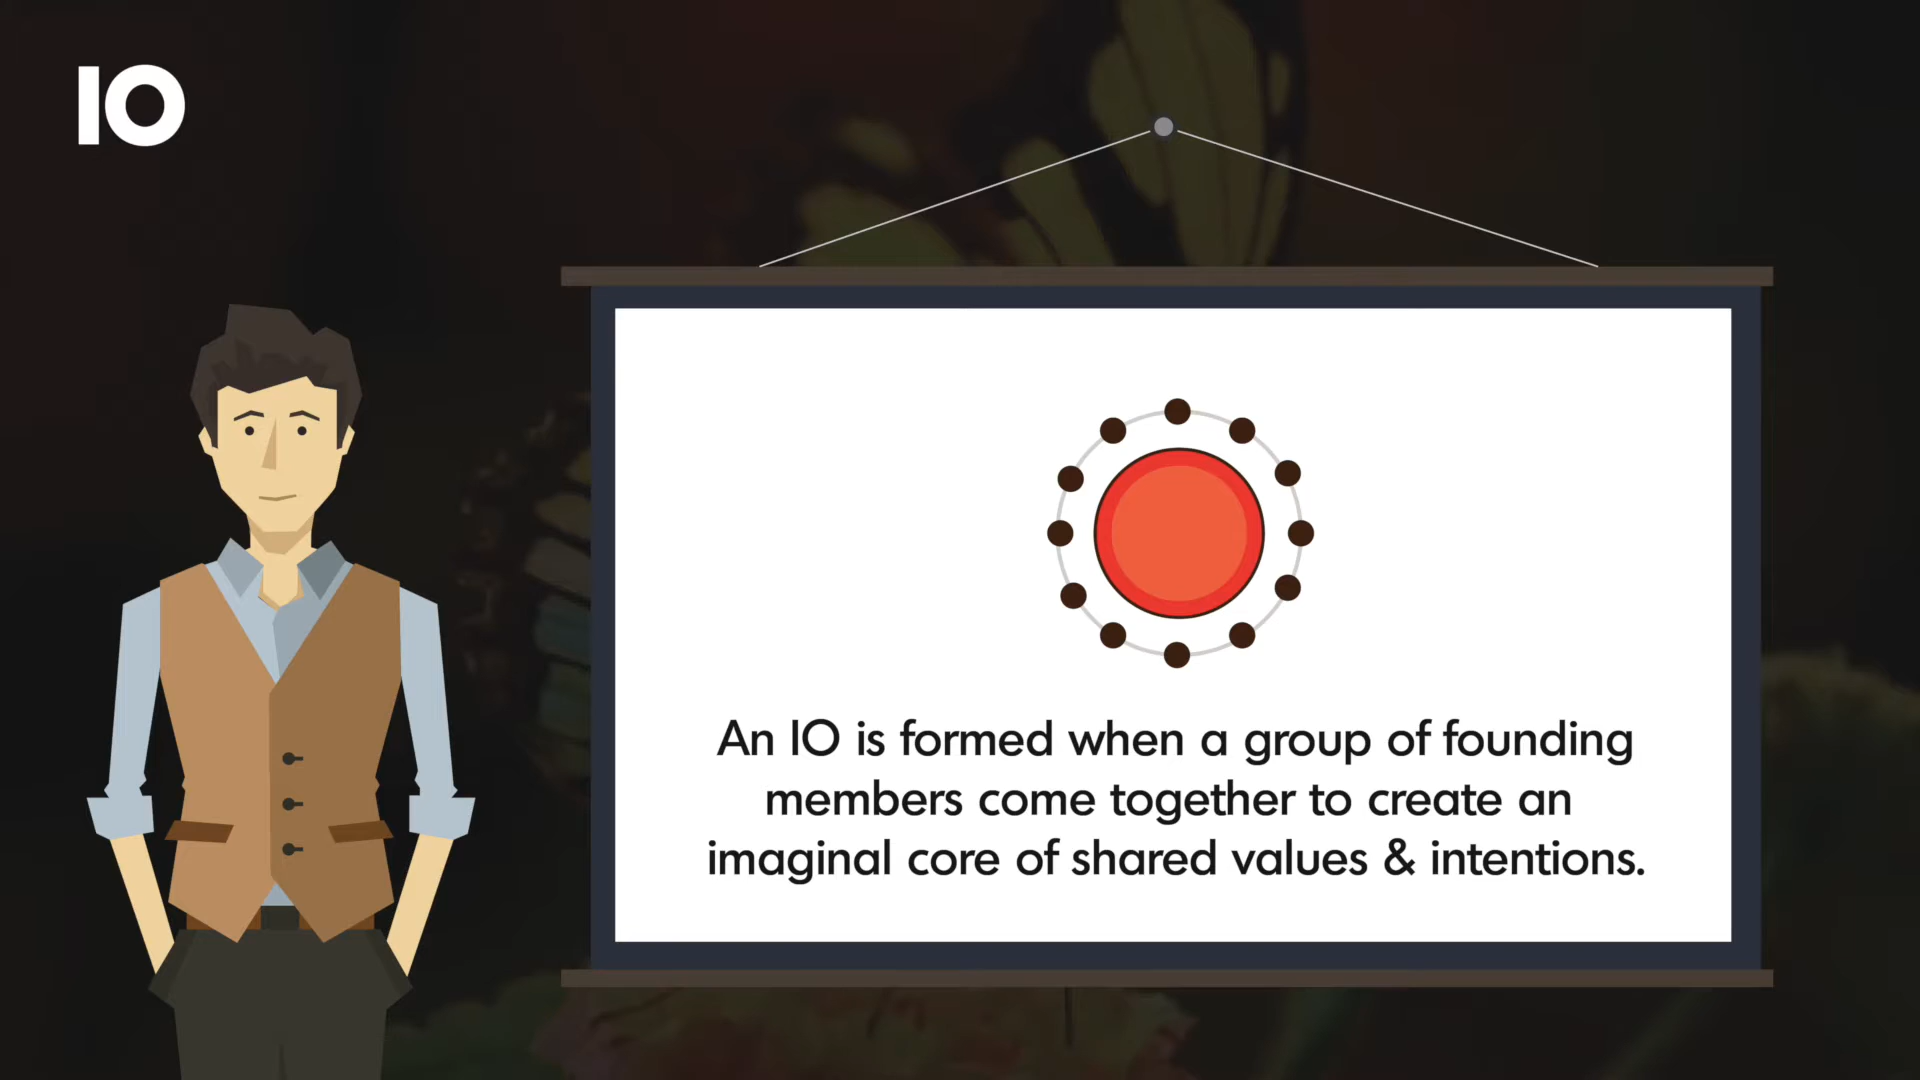 IO
An IO is formed when a group of founding
members come together to create an
imaginal core of shared values & intentions.